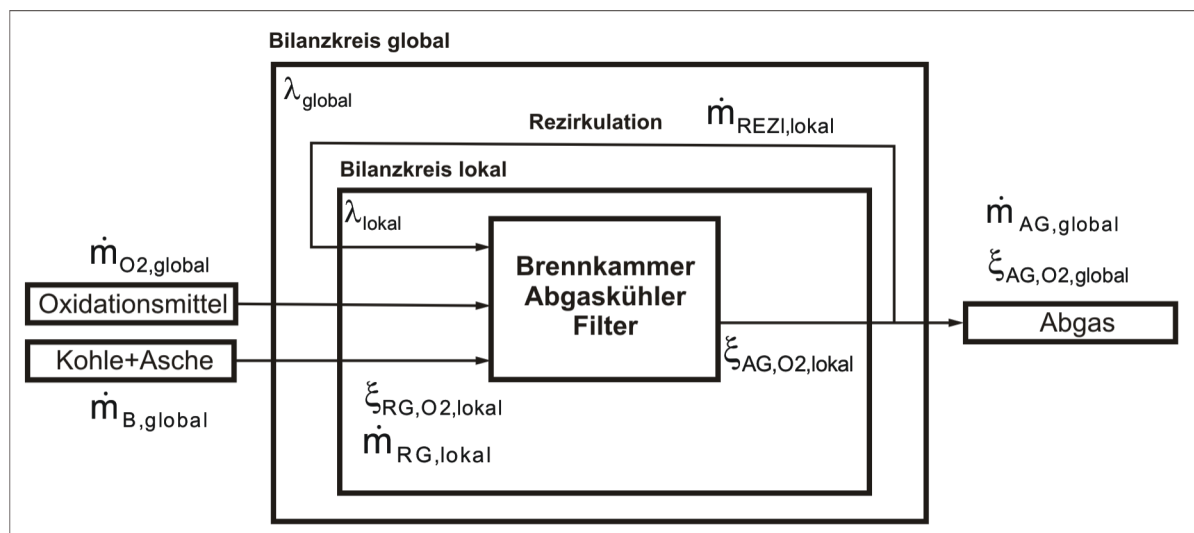 Bilanzkreis global
λglobal
Rezirkulation ṁREZI,lokal
Bilanzkreis lokal
λlokal
ṁO2,global
Oxidationsmittel
Kohle+Asche
ṁB,global
Brennkammer
Abgaskühler
Filter
ξRG,O2,lokal
ṁRG,lokal
ξAG,O2,lokal
ṁAG,global
ξAG,O2,global
Abgas